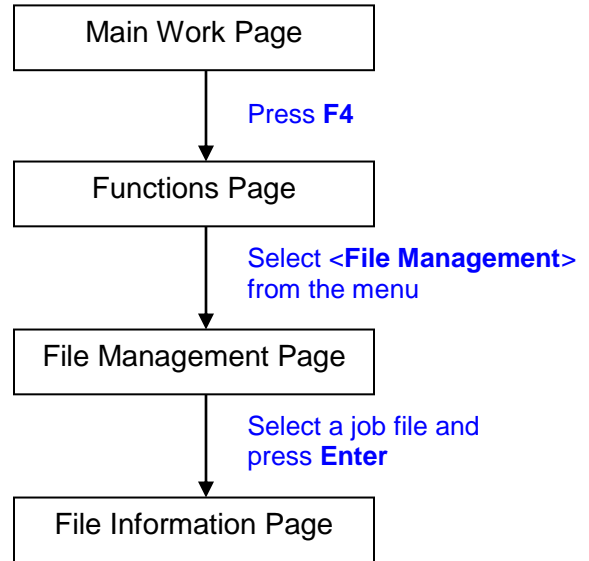 Main Work Page
Press F4
Functions Page
Select <File Management>
from the menu
File Management Page
Select a job file and
press Enter
File Information Page